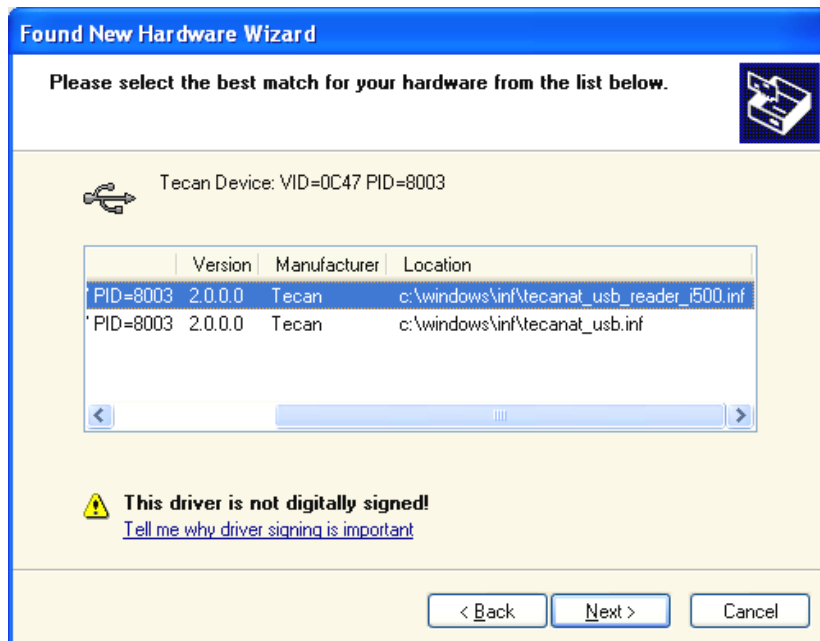 Found New Hardware Wizard
Please select the best match for your hardware from the list below.
Tecan Device: VID=0C47 PID=8003
Version Manufacturer Location
' PID=8003 2.0.0.0 Tecan c:\windows\inf\tecanat_usb_reader_i500.inf
' PID=8003 2.0.0.0 Tecan c:\windows\inf\tecanat_usb.inf
This driver is not digitally signed!
Tell me why driver signing is important
< Back Next > Cancel